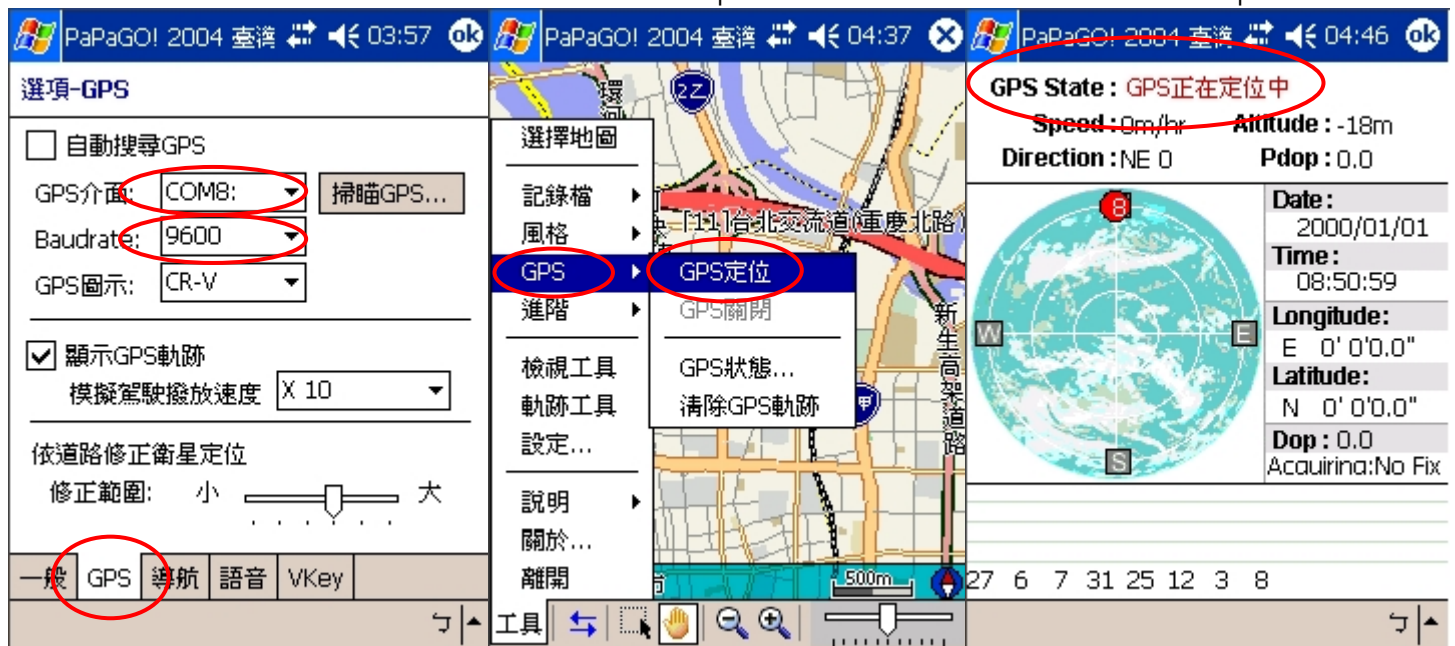 PaPaGO! 2004 臺灣 03:57 ok
選項-GPS
自動搜尋GPS
GPS介面: COM8: 掃瞄GPS...
Baudrate: 9600
GPS圖示: CR-V
顯示GPS軌跡
模擬駕駛撥放速度 X 10
依道路修正衛星定位
修正範圍: 小 大
一般 GPS 導航 語音 VKey
ㄅ
PaPaGO! 2004 臺灣 04:37
環河
2乙
選擇地圖
記錄檔
風格
GPS
進階
檢視工具
軌跡工具
設定...
說明
關於...
離開
GPS定位
GPS關閉
GPS狀態...
清除GPS軌跡
[11]台北交流道(重慶北路)
新生高架道路
甲
500m
工具
PaPaGO! 2004 臺灣 04:46 ok
GPS State : GPS正在定位中
Speed : 0m/hr Altitude : -18m
Direction : NE 0 Pdop : 0.0
8
W
E
S
Date :
2000/01/01
Time :
08:50:59
Longitude:
E 0' 0'0.0"
Latitude:
N 0' 0'0.0"
Dop : 0.0
Acquiring:No Fix
27 6 7 31 25 12 3 8
ㄅ